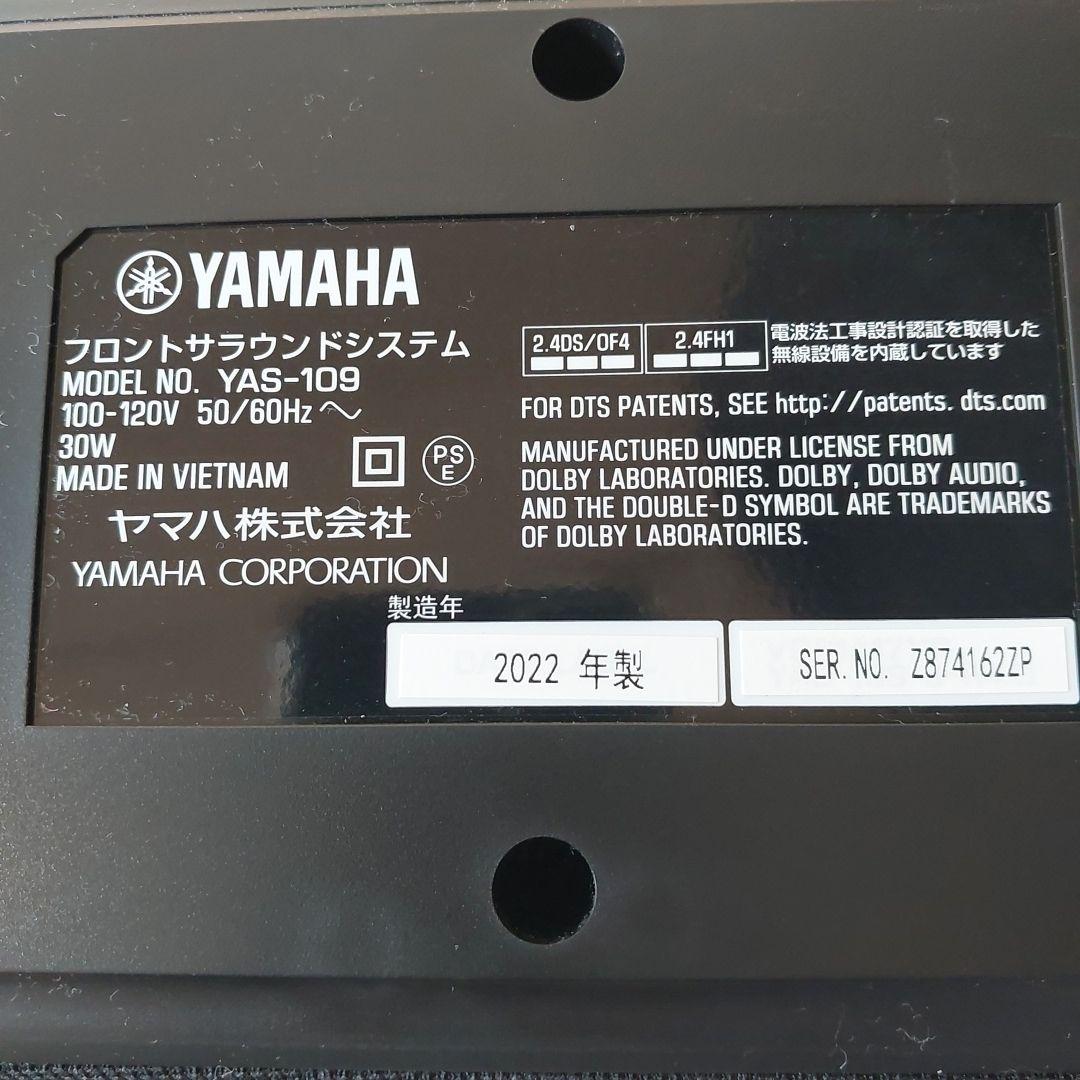 YAMAHA
フロントサラウンドシステム
MODEL NO. YAS-109
100-120V 50/60Hz ～
30W
MADE IN VIETNAM
PSE
ヤマハ株式会社
YAMAHA CORPORATION
2.4DS/OF4
2.4FH1
電波法工事設計認証を取得した
無線設備を内蔵しています
FOR DTS PATENTS, SEE http://patents. dts.com
MANUFACTURED UNDER LICENSE FROM
DOLBY LABORATORIES. DOLBY, DOLBY AUDIO,
AND THE DOUBLE-D SYMBOL ARE TRADEMARKS
OF DOLBY LABORATORIES.
製造年
2022 年製
SER. NO. Z874162ZP